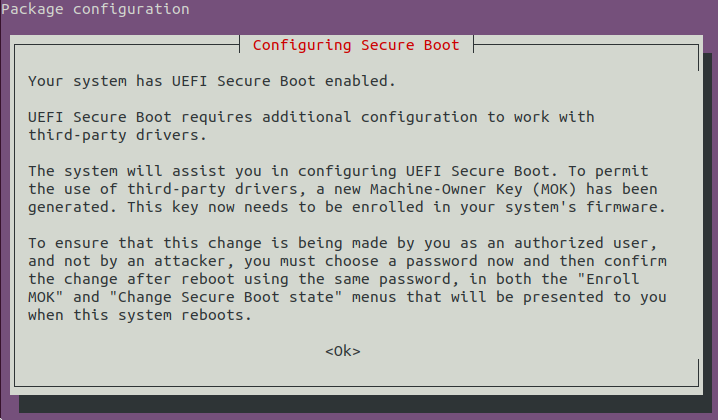 Package configuration
Configuring Secure Boot
Your system has UEFI Secure Boot enabled.
UEFI Secure Boot requires additional configuration to work with
third-party drivers.
The system will assist you in configuring UEFI Secure Boot. To permit
the use of third-party drivers, a new Machine-Owner Key (MOK) has been
generated. This key now needs to be enrolled in your system's firmware.
To ensure that this change is being made by you as an authorized user,
and not by an attacker, you must choose a password now and then confirm
the change after reboot using the same password, in both the "Enroll
MOK" and "Change Secure Boot state" menus that will be presented to you
when this system reboots.
<Ok>